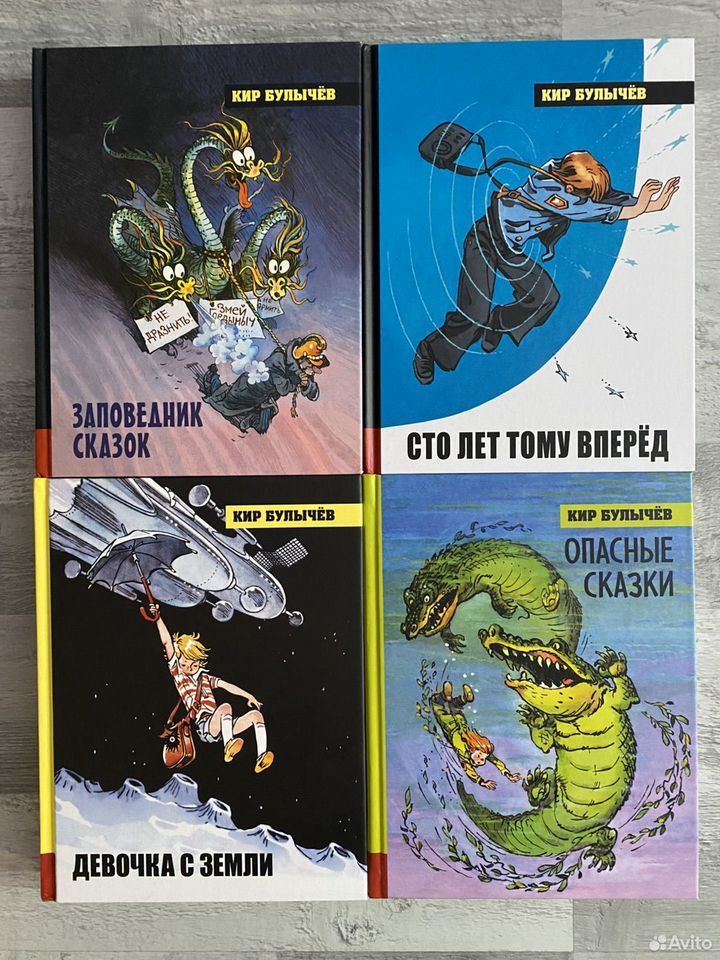 КИР БУЛЫЧЁВ
НЕ
ДРАЗНИТЬ!
Змей
Гордыныч
ЗАПОВЕДНИК
СКАЗОК
КИР БУЛЫЧЁВ
СТО ЛЕТ ТОМУ ВПЕРЁД
КИР БУЛЫЧЁВ
ДЕВОЧКА С ЗЕМЛИ
КИР БУЛЫЧЁВ
ОПАСНЫЕ
СКАЗКИ
Avito